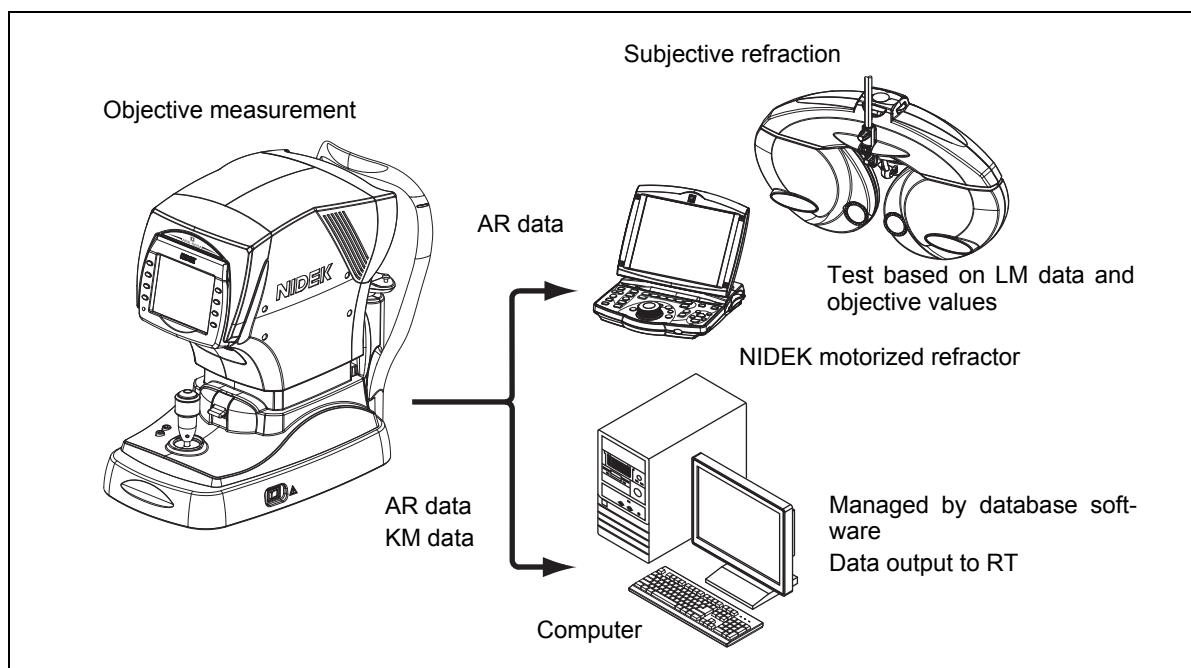 Subjective refraction
Objective measurement
NIDEK
AR data
Test based on LM data and
objective values
NIDEK motorized refractor
AR data
KM data
Managed by database soft-
ware
Data output to RT
Computer